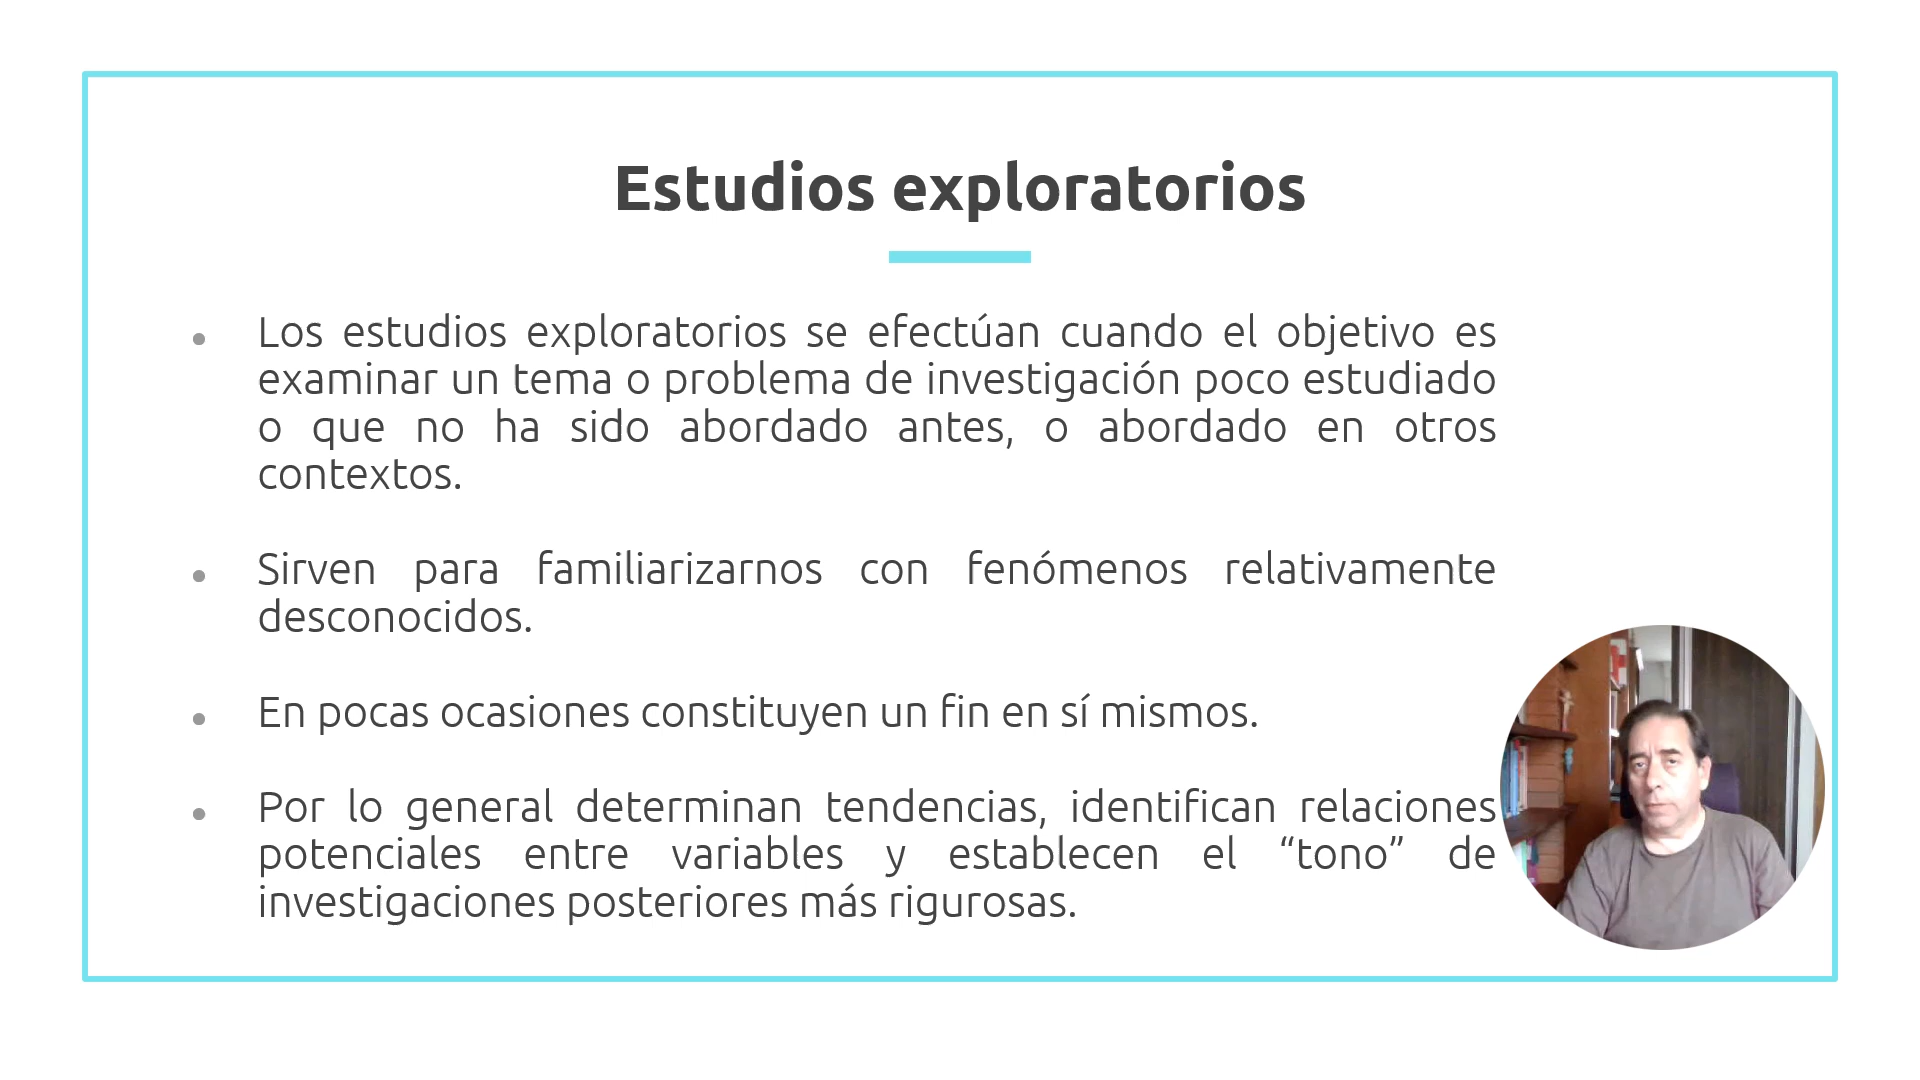 Estudios exploratorios
Los estudios exploratorios se efectúan cuando el objetivo es
examinar un tema o problema de investigación poco estudiado
o que no ha sido abordado antes, o abordado en otros
contextos.
Sirven para familiarizarnos con fenómenos relativamente
desconocidos.
En pocas ocasiones constituyen un fin en sí mismos.
Por lo general determinan tendencias, identifican relaciones
potenciales entre variables y establecen el “tono” de
investigaciones posteriores más rigurosas.